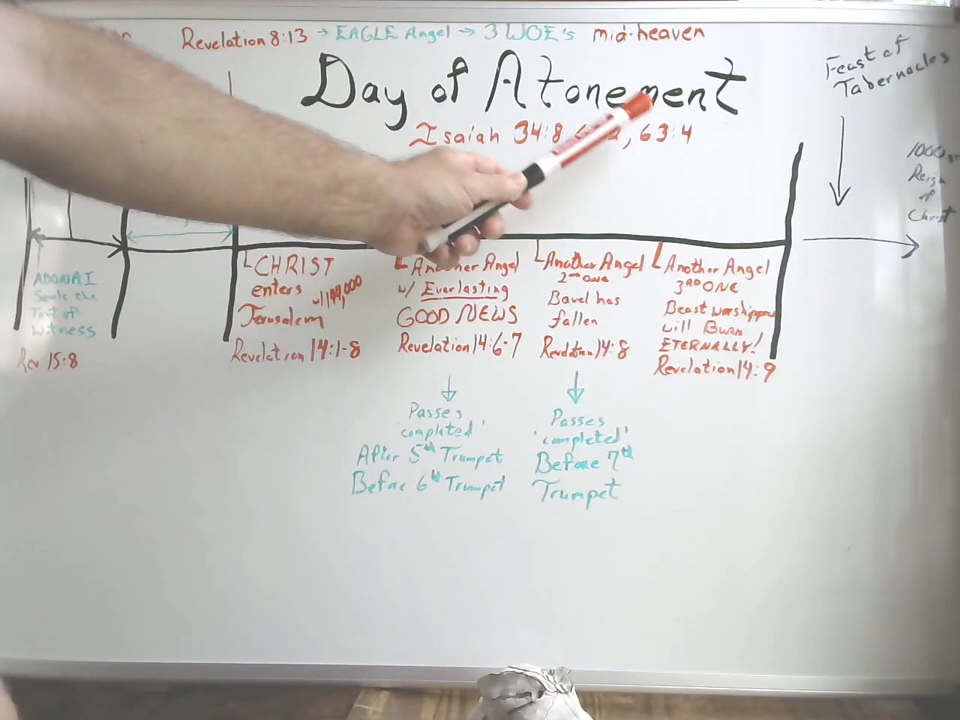 Revelation 8:13 → EAGLE Angel → 3 WOE's mid-heaven
Day of Atonement
Isaiah 34:8, 63:4
Feast of
Tabernacles
1000
Reign
of
Christ
ADONAI
Seals the
Tent of
Witness
Rev 15:8
CHRIST
enters
w/144,000
Jerusalem
Revelation 14:1-8
Another Angel
w/ Everlasting
GOOD NEWS
Revelation 14:6-7
Another Angel
2nd ONE
Bavel has
fallen
Revelation 14:8
Another Angel
3RD ONE
Beast worshippers
will Burn
ETERNALLY!
Revelation 14:9
Passes
'completed'
After 5th Trumpet
Before 6th Trumpet
Passes
'completed'
Before 7th
Trumpet